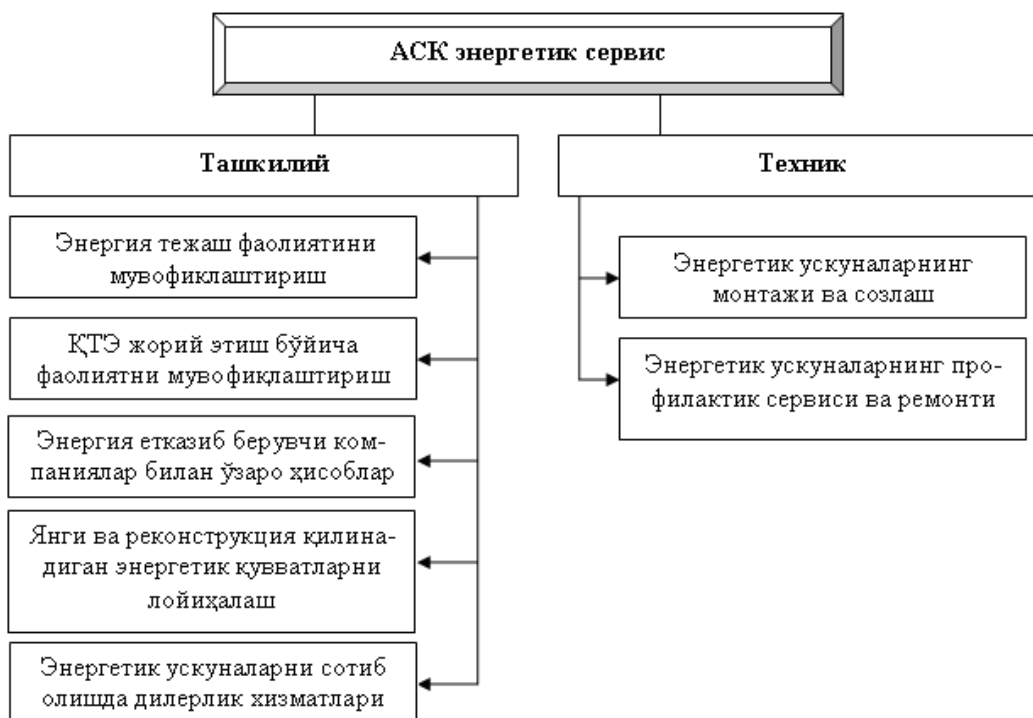 АСК энергетик сервис
Ташкилий
Техник
Энергия тежаш фаолиятини
мувофиклаштириш
ҚТЭ жорий этиш бўйича
фаолиятни мувофиқлаштириш
Энергия етказиб берувчи ком-
паниялар билан ўзаро ҳисоблар
Янги ва реконструкция қилина-
диган энергетик қувватларни
лойиҳалаш
Энергетик ускуналарни сотиб
олишда дилерлик хизматлари
Энергетик ускуналарнинг
монтажи ва созлаш
Энергетик ускуналарнинг про-
филактик сервиси ва ремонти